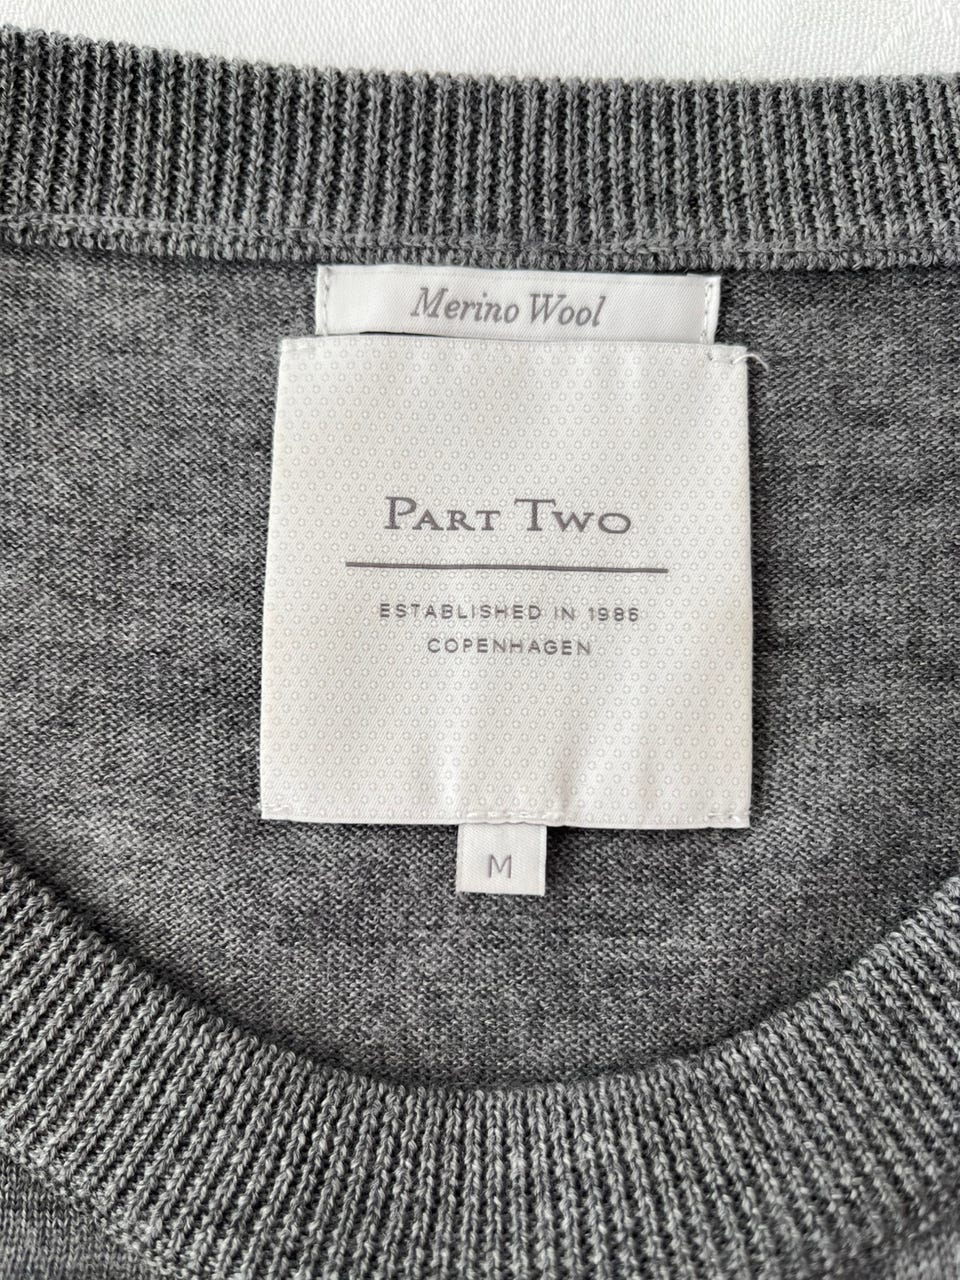 Merino Wool
PART TWO
ESTABLISHED IN 1986
COPENHAGEN
M